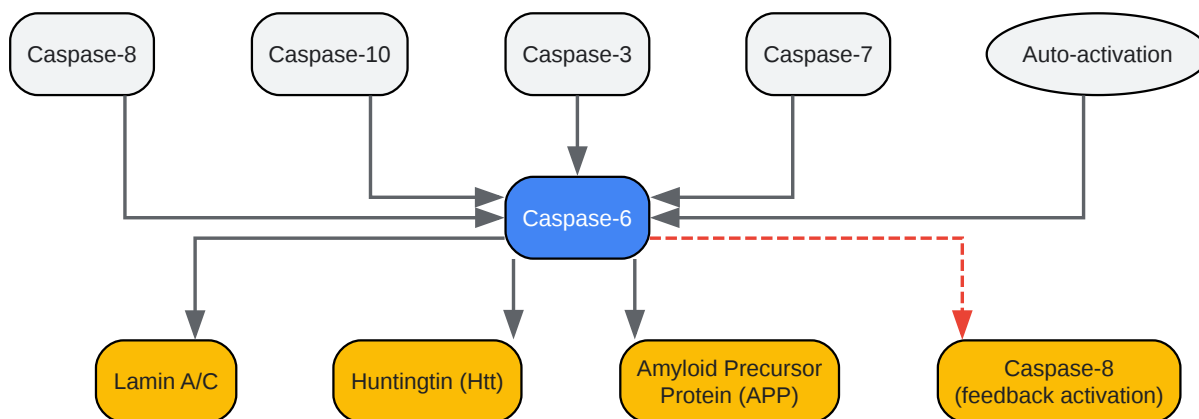 Caspase-8
Caspase-10
Caspase-3
Caspase-7
Auto-activation
Caspase-6
Lamin A/C
Huntingtin (Htt)
Amyloid Precursor
Protein (APP)
Caspase-8
(feedback activation)